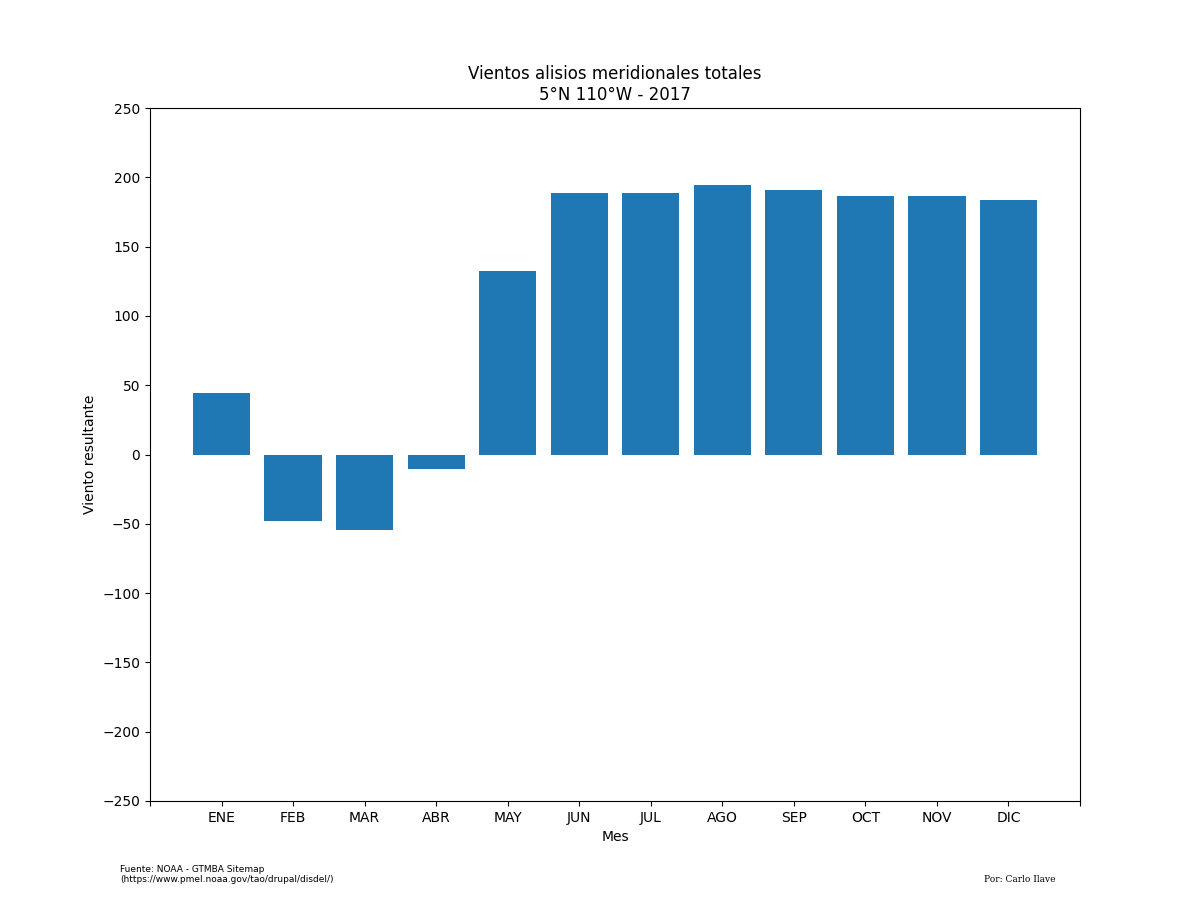 Vientos alisios meridionales totales
5°N 110°W - 2017
250
200
150
100
50
0
−50
−100
−150
−200
−250
Viento resultante
ENE FEB MAR ABR MAY JUN JUL AGO SEP OCT NOV DIC
Mes
Fuente: NOAA - GTMBA Sitemap
(https://www.pmel.noaa.gov/tao/drupal/disdel/)
Por: Carlo Ilave